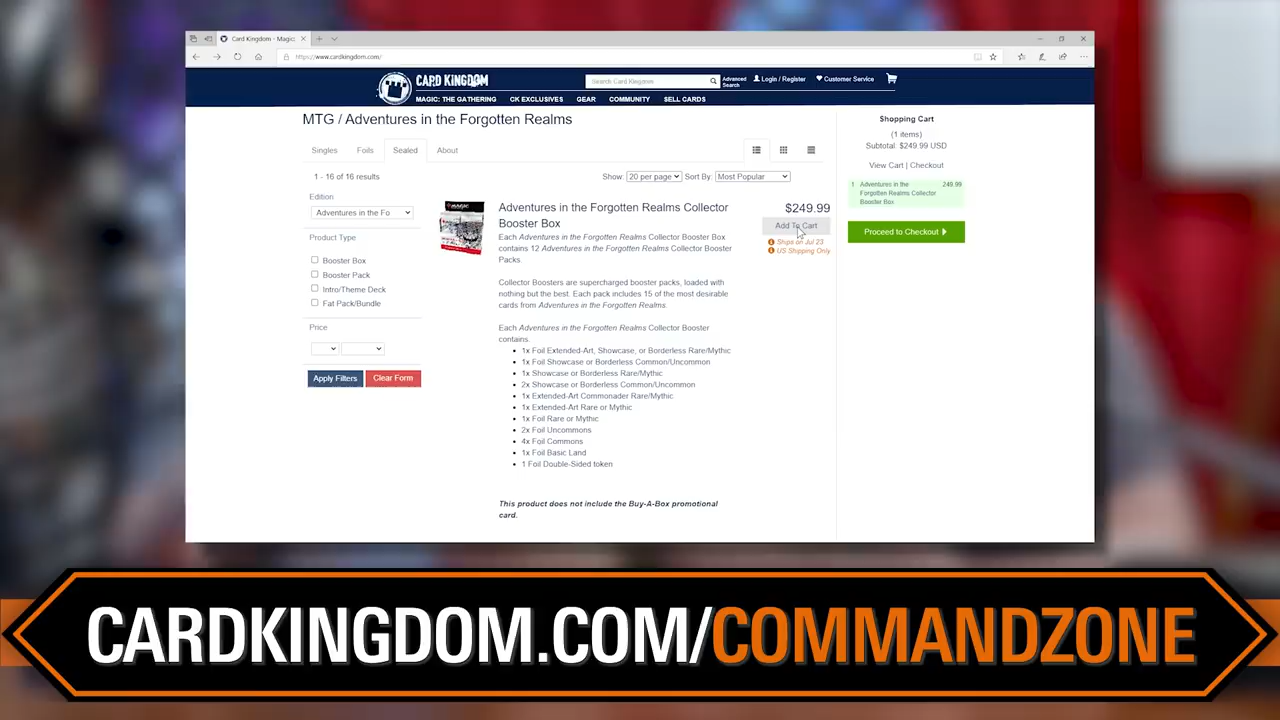 Card Kingdom - Magic:
https://www.cardkingdom.com/
CARD KINGDOM
Search Card Kingdom
Advanced Search
Login / Register
Customer Service
MAGIC: THE GATHERING
CK EXCLUSIVES
GEAR
COMMUNITY
SELL CARDS
MTG / Adventures in the Forgotten Realms
Singles
Foils
Sealed
About
1 - 16 of 16 results
Show: 20 per page
Sort By: Most Popular
Edition
Adventures in the Fo
Product Type
Booster Box
Booster Pack
Intro/Theme Deck
Fat Pack/Bundle
Price
Apply Filters
Clear Form
MAGIC
Adventures in the Forgotten Realms Collector
Booster Box
Each Adventures in the Forgotten Realms Collector Booster Box
contains 12 Adventures in the Forgotten Realms Collector Booster
Packs.
Collector Boosters are supercharged booster packs, loaded with
nothing but the best. Each pack includes 15 of the most desirable
cards from Adventures in the Forgotten Realms.
Each Adventures in the Forgotten Realms Collector Booster
contains.
1x Foil Extended-Art, Showcase, or Borderless Rare/Mythic
1x Foil Showcase or Borderless Common/Uncommon
1x Showcase or Borderless Rare/Mythic
2x Showcase or Borderless Common/Uncommon
1x Extended-Art Commonader Rare/Mythic
1x Extended-Art Rare or Mythic
1x Foil Rare or Mythic
2x Foil Uncommons
4x Foil Commons
1x Foil Basic Land
1 Foil Double-Sided token
This product does not include the Buy-A-Box promotional
card.
$249.99
Add To Cart
Ships on Jul 23
US Shipping Only
Shopping Cart
(1 items)
Subtotal: $249.99 USD
View Cart | Checkout
1 Adventures in the 249.99
Forgotten Realms Collector
Booster Box
Proceed to Checkout
CARDKINGDOM.COM/COMMANDZONE